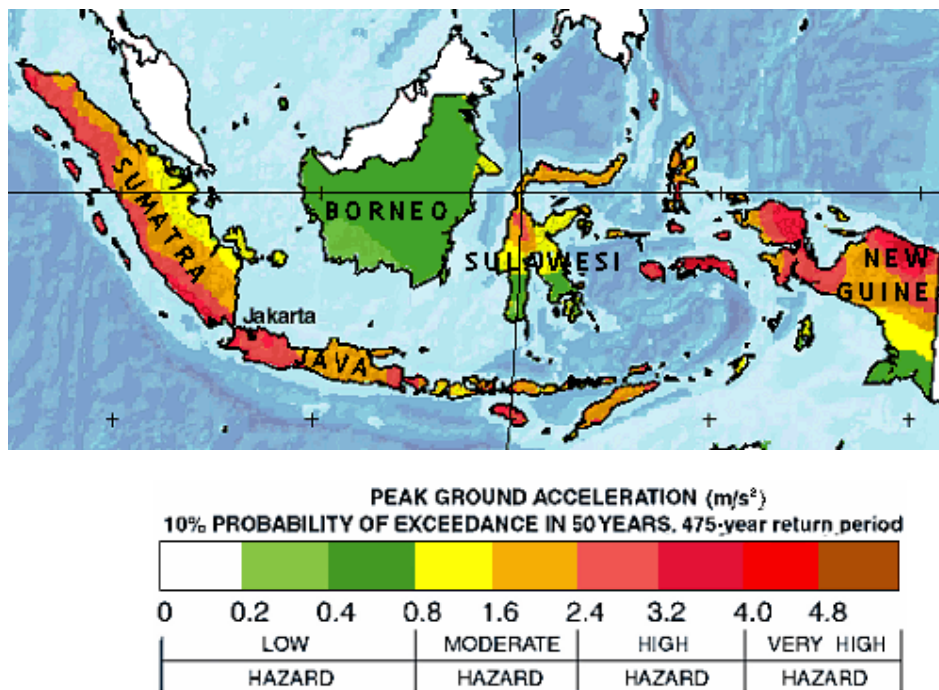 SUMATRA
BORNEO
SULAWESI
NEW
GUINE
Jakarta
JAVA
PEAK GROUND ACCELERATION (m/s²)
10% PROBABILITY OF EXCEEDANCE IN 50 YEARS, 475-year return period
0 0.2 0.4 0.8 1.6 2.4 3.2 4.0 4.8
LOW MODERATE HIGH VERY HIGH
HAZARD HAZARD HAZARD HAZARD